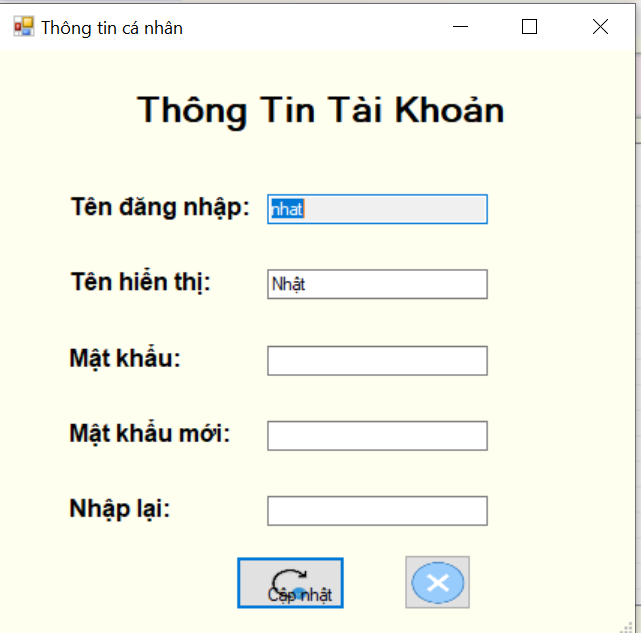 Thông tin cá nhân
Thông Tin Tài Khoản
Tên đăng nhập: nhat
Tên hiển thị: Nhật
Mật khẩu:
Mật khẩu mới:
Nhập lại:
Cập nhật